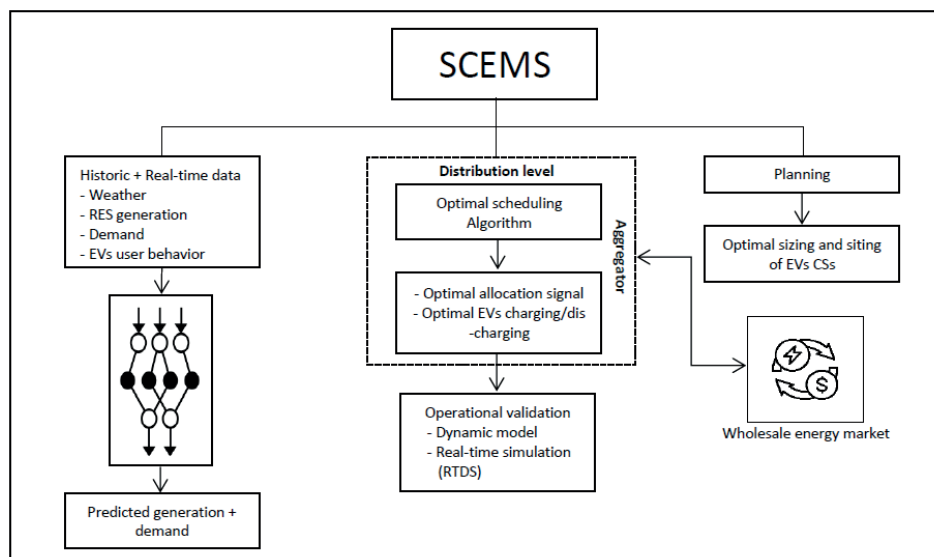 SCEMS
Historic + Real-time data
- Weather
- RES generation
- Demand
- EVs user behavior
Predicted generation +
demand
Distribution level
Optimal scheduling
Algorithm
- Optimal allocation signal
- Optimal EVs charging/dis
-charging
Aggregator
Operational validation
- Dynamic model
- Real-time simulation
(RTDS)
Planning
Optimal sizing and siting
of EVs CSs
$
Wholesale energy market